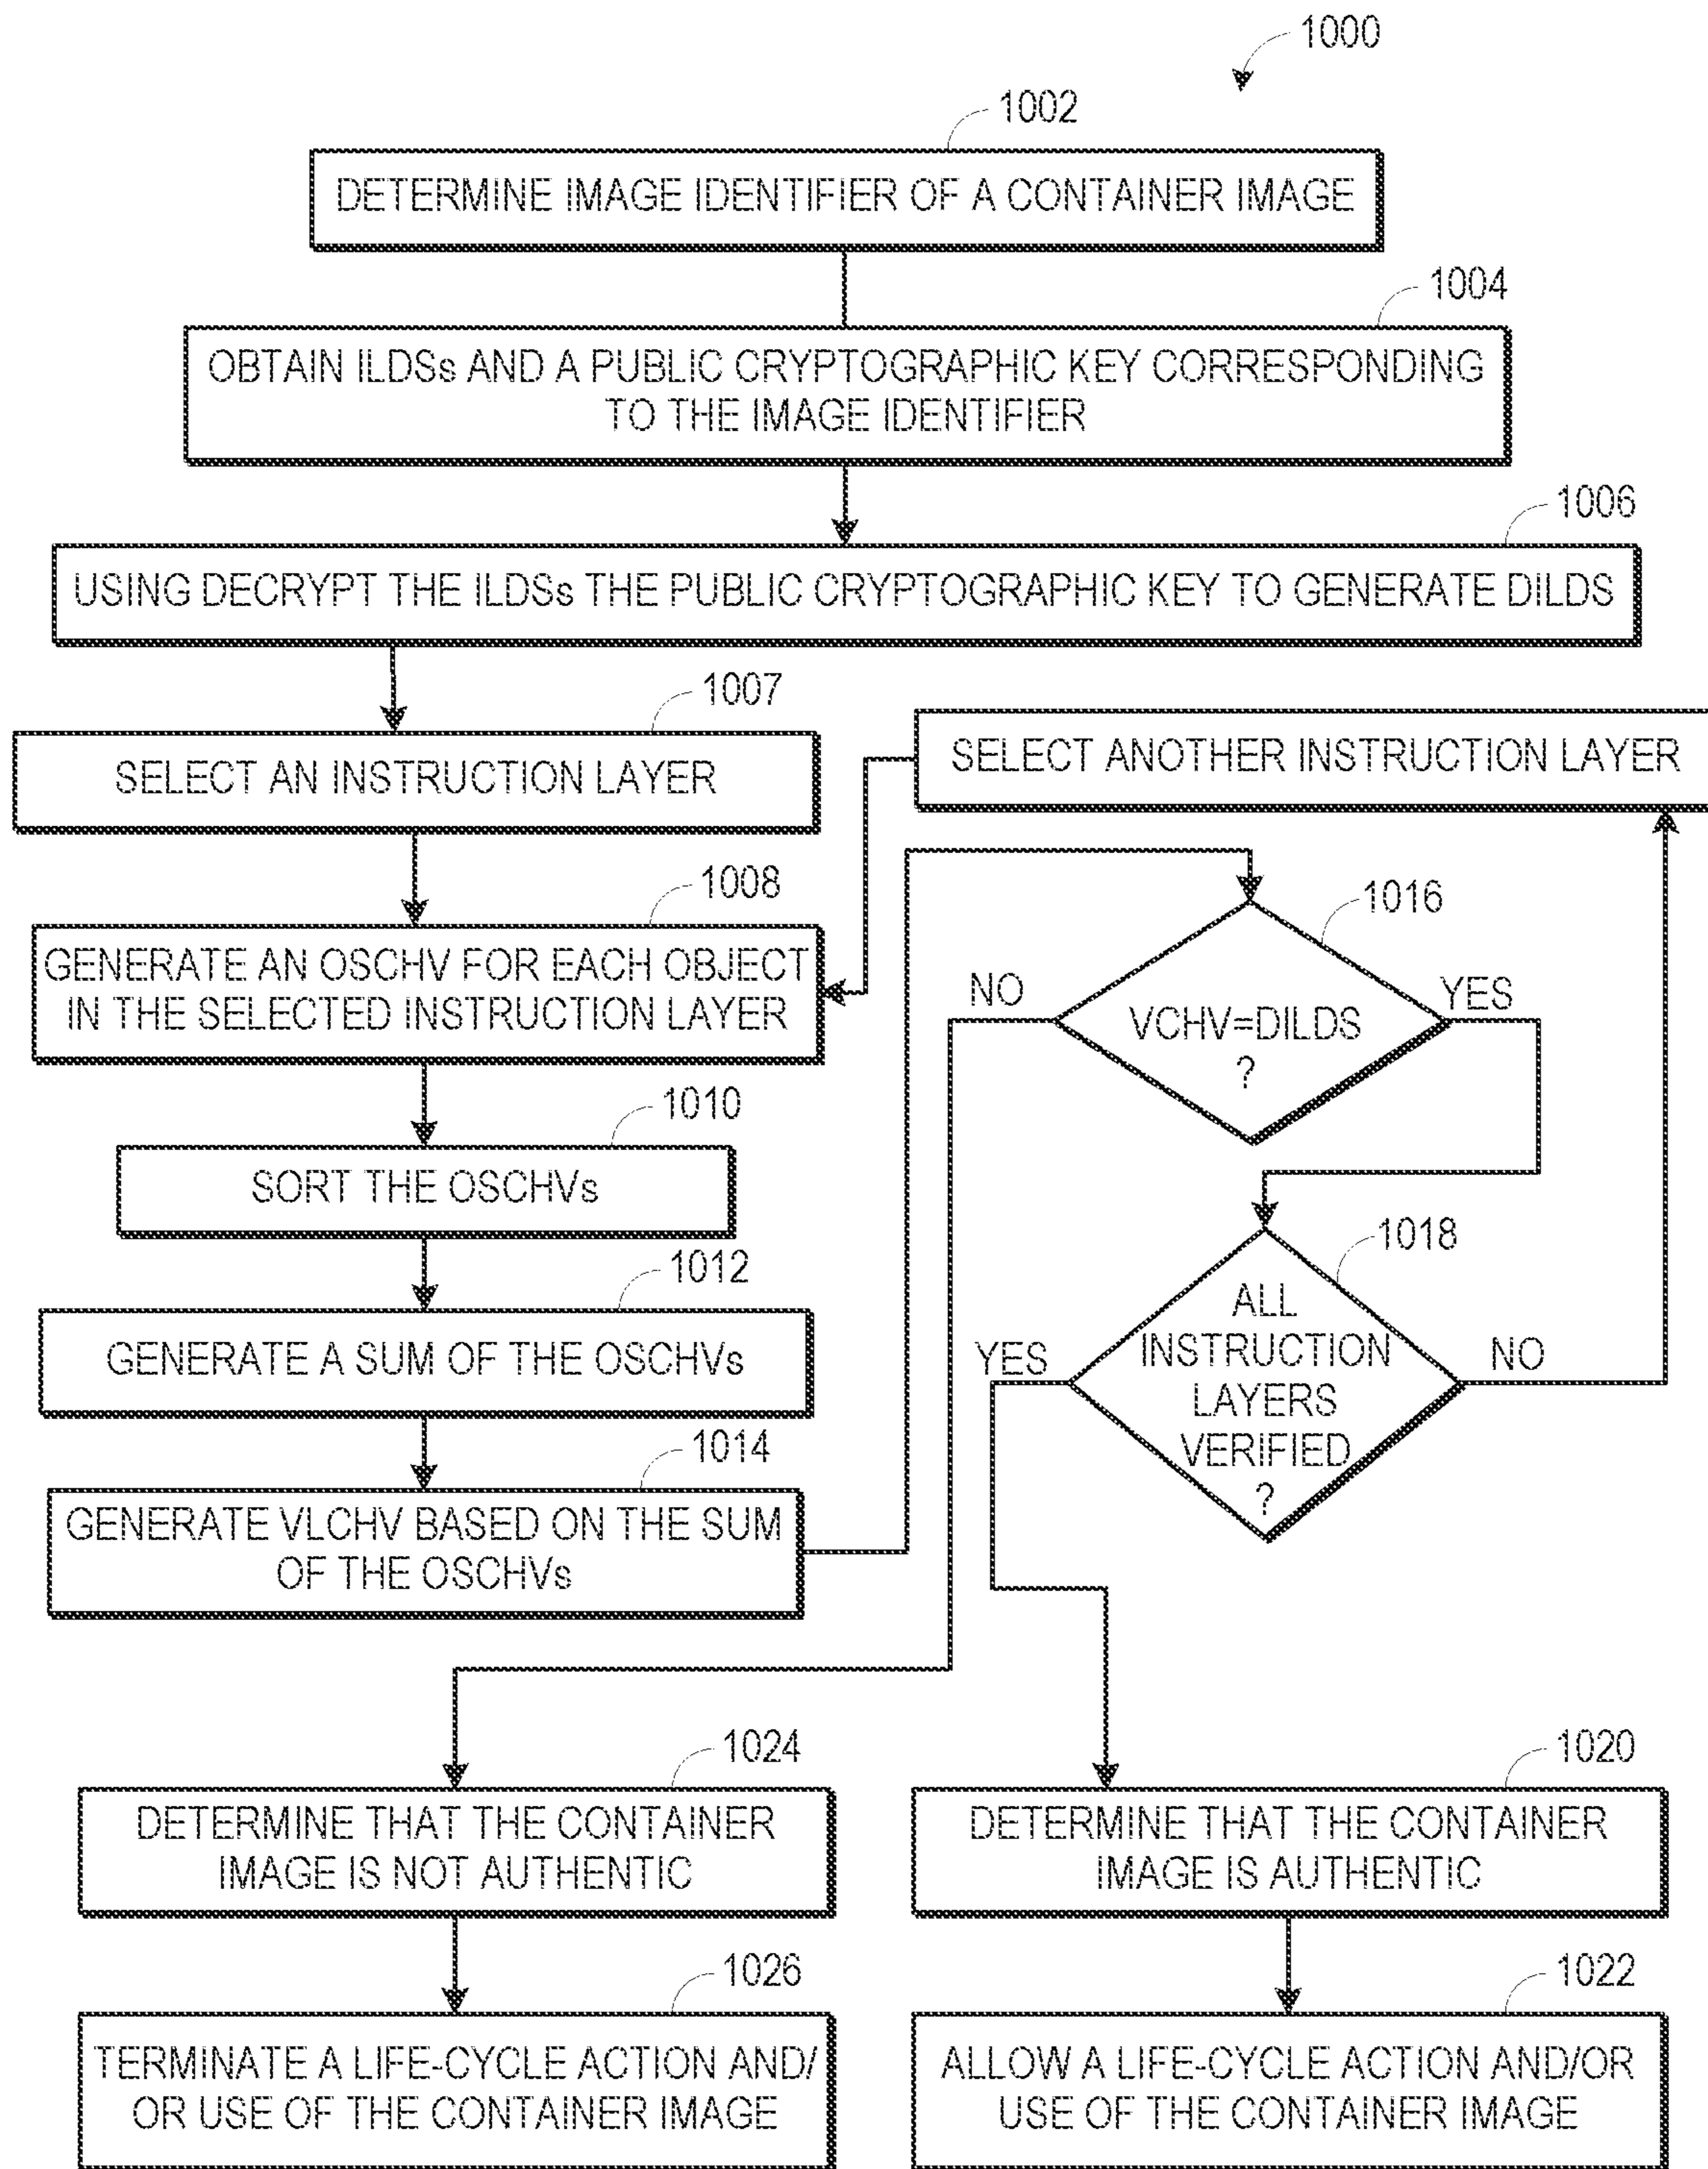 1000
1002
DETERMINE IMAGE IDENTIFIER OF A CONTAINER IMAGE
1004
OBTAIN ILDSs AND A PUBLIC CRYPTOGRAPHIC KEY CORRESPONDING
TO THE IMAGE IDENTIFIER
1006
USING DECRYPT THE ILDSs THE PUBLIC CRYPTOGRAPHIC KEY TO GENERATE DILDS
1007
SELECT AN INSTRUCTION LAYER
SELECT ANOTHER INSTRUCTION LAYER
1008
GENERATE AN OSCHV FOR EACH OBJECT
IN THE SELECTED INSTRUCTION LAYER
1010
SORT THE OSCHVs
1012
GENERATE A SUM OF THE OSCHVs
1014
GENERATE VLCHV BASED ON THE SUM
OF THE OSCHVs
1016
NO
YES
VCHV=DILDS
?
1018
YES
NO
ALL
INSTRUCTION
LAYERS
VERIFIED
?
1024
DETERMINE THAT THE CONTAINER
IMAGE IS NOT AUTHENTIC
1020
DETERMINE THAT THE CONTAINER
IMAGE IS AUTHENTIC
1026
TERMINATE A LIFE-CYCLE ACTION AND/
OR USE OF THE CONTAINER IMAGE
1022
ALLOW A LIFE-CYCLE ACTION AND/OR
USE OF THE CONTAINER IMAGE